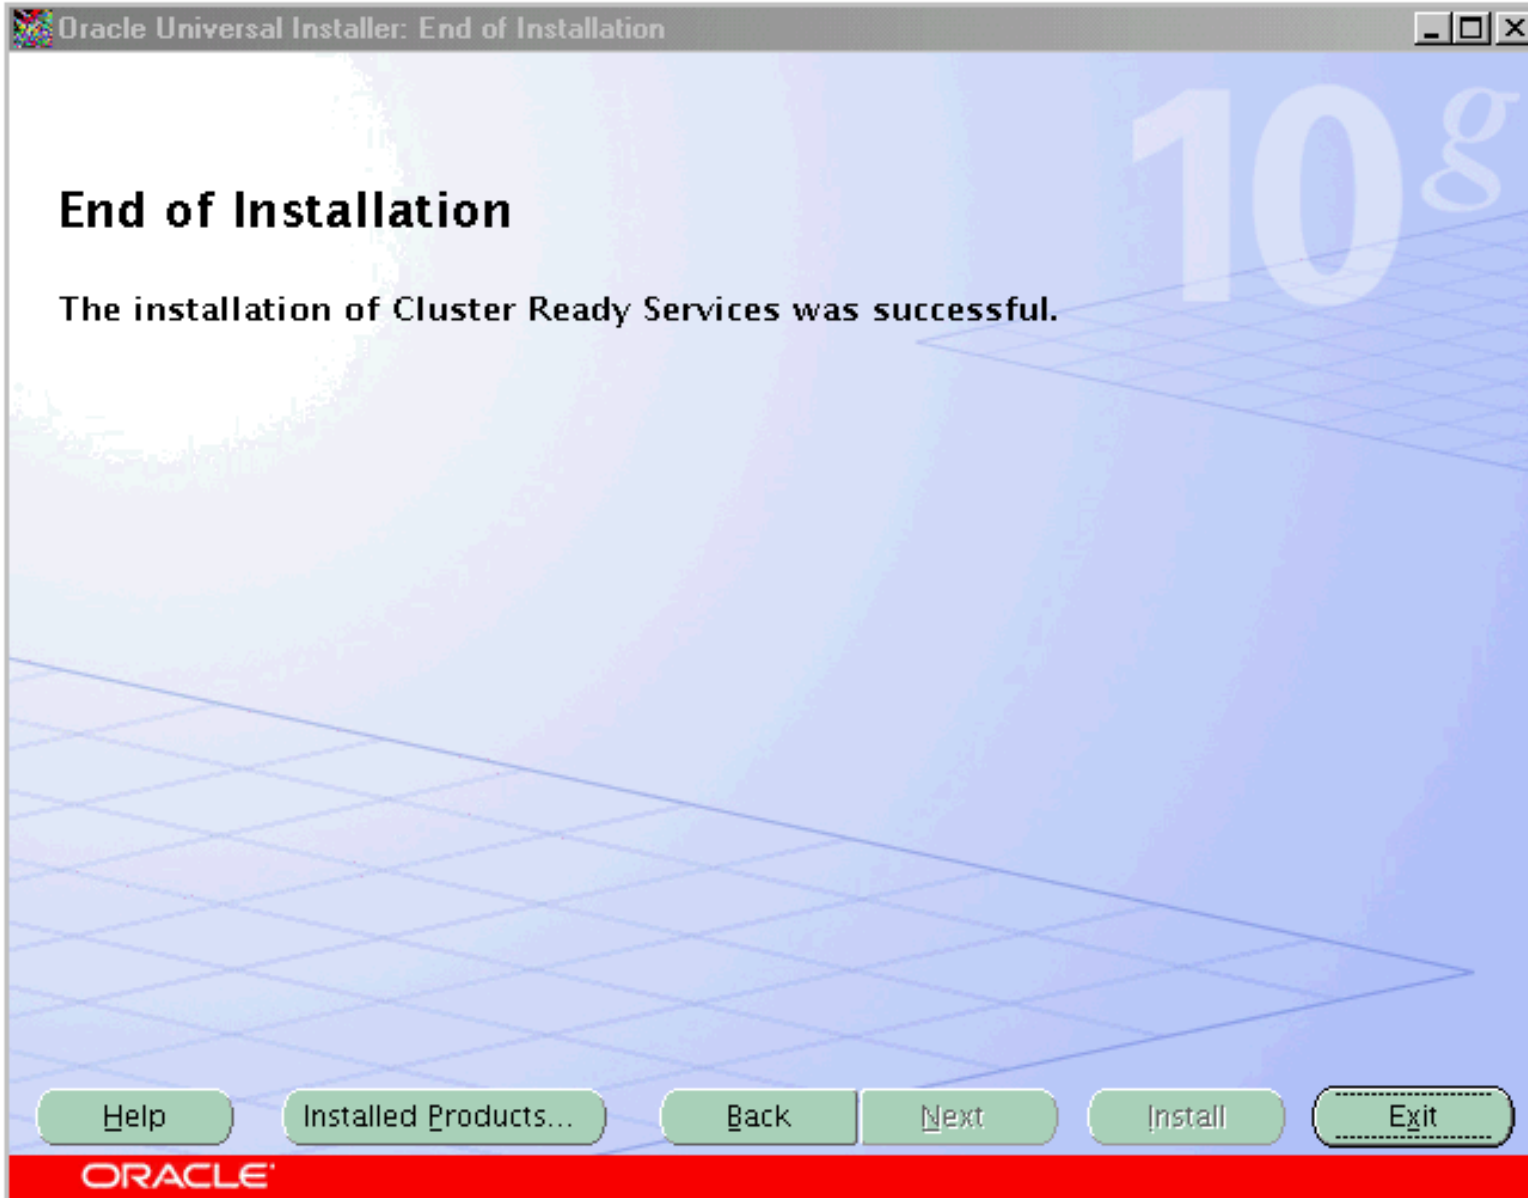 Oracle Universal Installer: End of Installation
10g
End of Installation
The installation of Cluster Ready Services was successful.
Help Installed Products... Back Next Install Exit
ORACLE